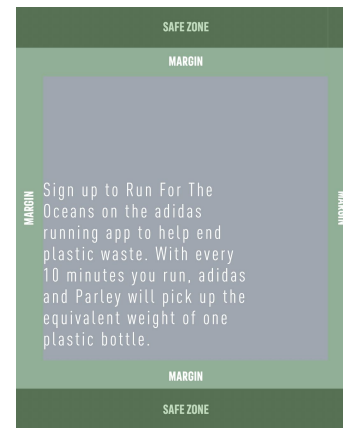 SAFE ZONE
MARGIN
MARGIN
MARGIN
Sign up to Run For The
Oceans on the adidas
running app to help end
plastic waste. With every
10 minutes you run, adidas
and Parley will pick up the
equivalent weight of one
plastic bottle.
MARGIN
SAFE ZONE